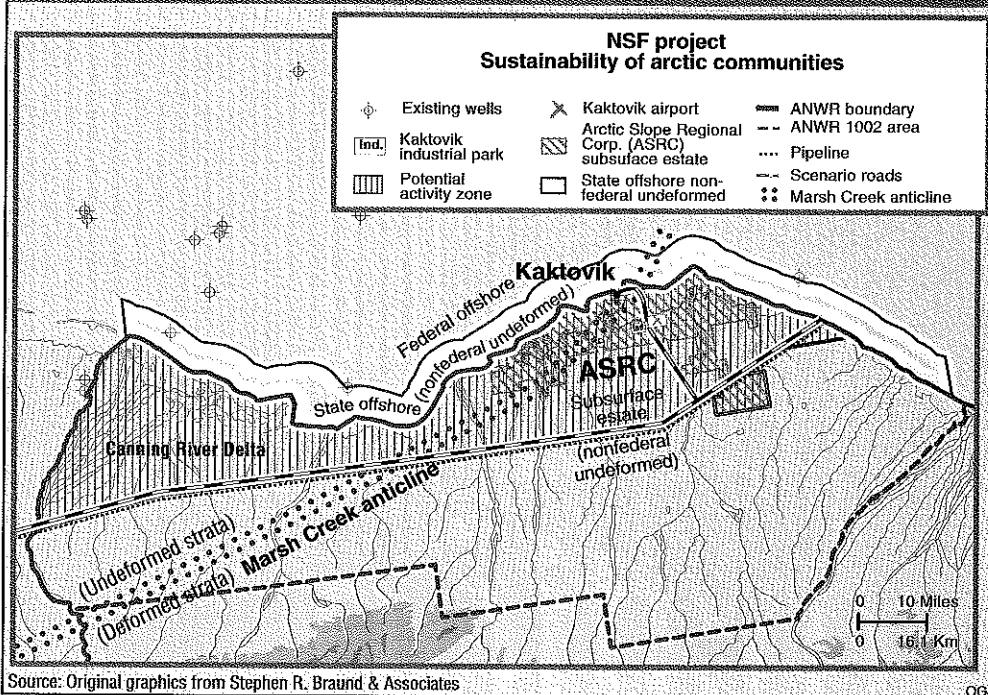 NSF project
Sustainability of arctic communities
Existing wells
Ind. Kaktovik
industrial park
Potential
activity zone
Kaktovik airport
Arctic Slope Regional
Corp. (ASRC)
subsuface estate
State offshore non-
federal undeformed
ANWR boundary
ANWR 1002 area
Pipeline
Scenario roads
Marsh Creek anticline
Kaktovik
Federal offshore
(nonfederal undeformed)
State offshore
ASRC
Subsurface
estate
(nonfederal
undeformed)
Canning River Delta
Marsh Creek anticline
(Undeformed strata)
(Deformed strata)
0 10 Miles
0 16.1 Km
Source: Original graphics from Stephen R. Braund & Associates